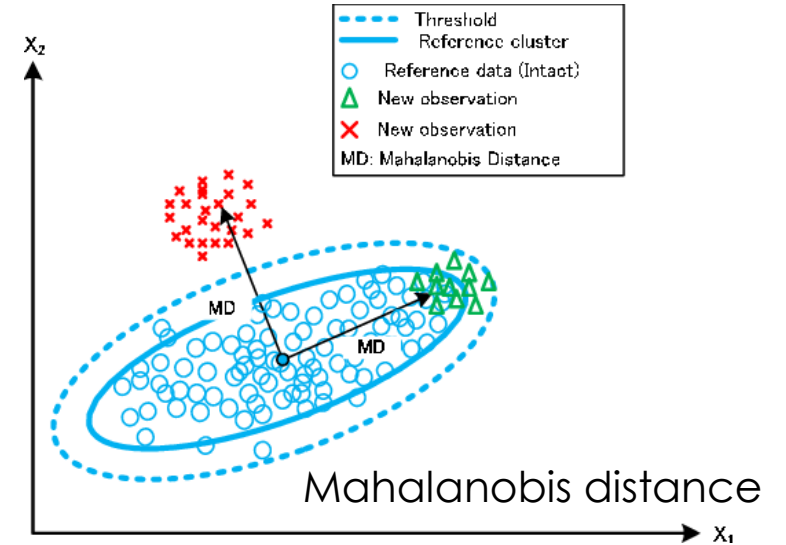 Threshold
Reference cluster
Reference data (Intact)
New observation
New observation
MD: Mahalanobis Distance
X₂
MD
MD
Mahalanobis distance
X₁